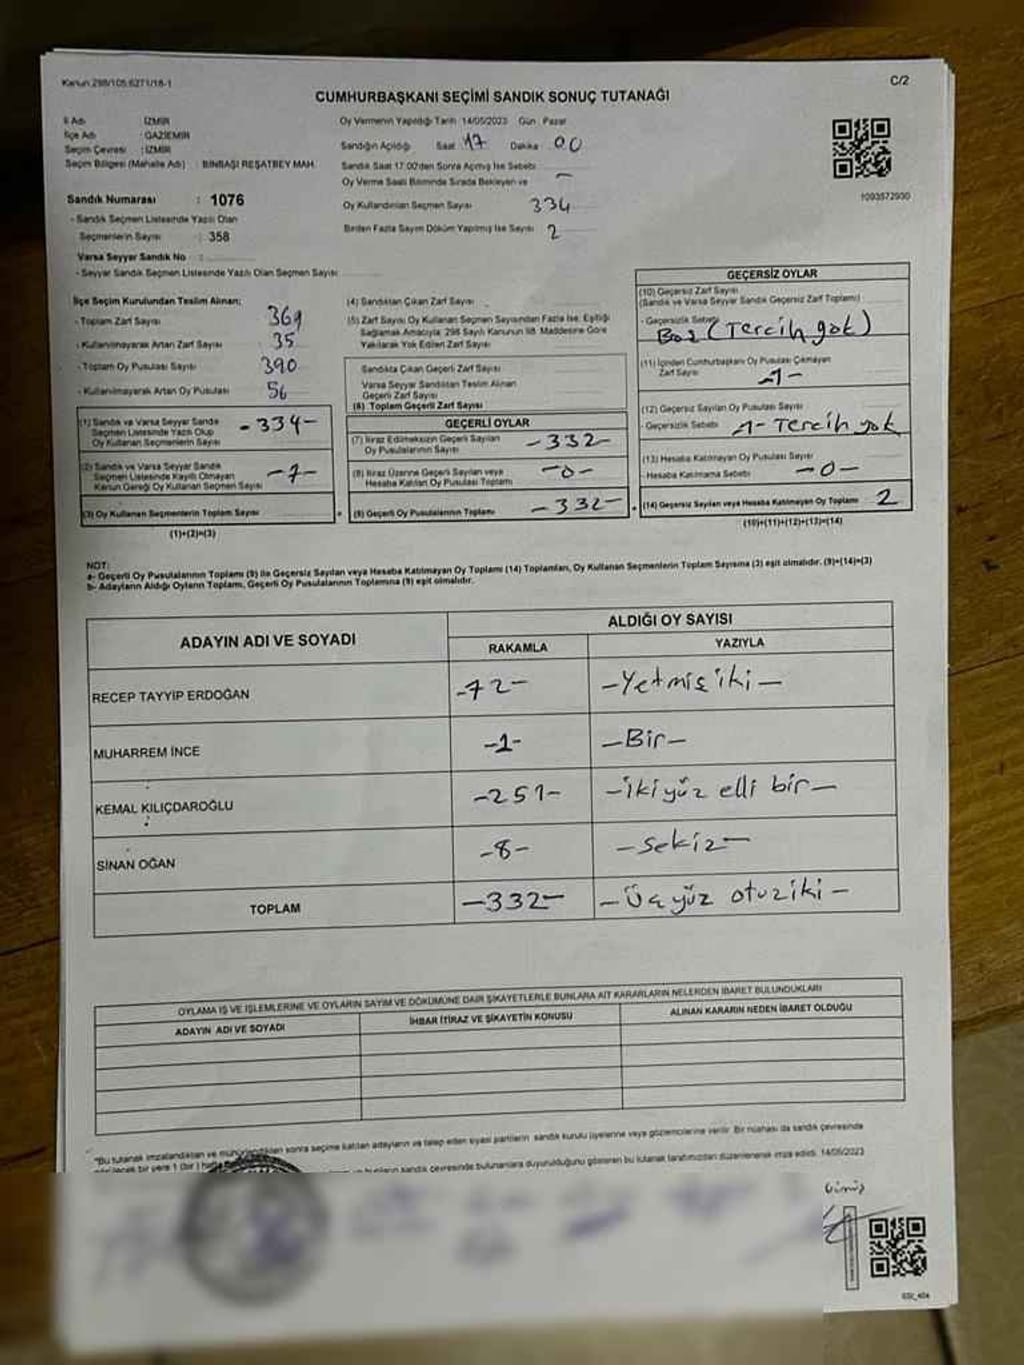 Kanun 298/105,6271/18-1
C/2
CUMHURBAŞKANI SEÇİMİ SANDIK SONUÇ TUTANAĞI
İl Adı : İZMİR
İlçe Adı : GAZİEMİR
Seçim Çevresi : İZMİR
Seçim Bölgesi (Mahalle Adı) : BİNBAŞI REŞATBEY MAH.
Sandık Numarası : 1076
- Sandık Seçmen Listesinde Yazılı Olan
Seçmenlerin Sayısı : 358
Varsa Seyyar Sandık No :
- Seyyar Sandık Seçmen Listesinde Yazılı Olan Seçmen Sayısı
Oy Vermenin Yapıldığı Tarih 14/05/2023 Gün : Pazar
Sandığın Açıldığı Saat 17 Dakika : 00
Sandık Saat 17:00'den Sonra Açılmış İse Sebebi
Oy Verme Saati Bitiminde Sırada Bekleyen ve
Oy Kullandırılan Seçmen Sayısı 334
Birden Fazla Sayım Döküm Yapılmış İse Sayısı 2
1093572930
İlçe Seçim Kurulundan Teslim Alınan:
- Toplam Zarf Sayısı 369
- Kullanılmayarak Artan Zarf Sayısı 35
- Toplam Oy Pusulası Sayısı 390
- Kullanılmayarak Artan Oy Pusulası 56
(1) Sandık ve Varsa Seyyar Sandık
Seçmen Listesinde Yazılı Olup
Oy Kullanan Seçmenlerin Sayısı -334-
(2) Sandık ve Varsa Seyyar Sandık
Seçmen Listesinde Kayıtlı Olmayan
Kanun Gereği Oy Kullanan Seçmen Sayısı -7-
(3) Oy Kullanan Seçmenlerin Toplam Sayısı
(1)+(2)=(3)
(4) Sandıktan Çıkan Zarf Sayısı
(5) Zarf Sayısı Oy Kullanan Seçmen Sayısından Fazla İse; Eşitliği
Sağlamak Amacıyla; 298 Sayılı Kanunun 98. Maddesine Göre
Yakılarak Yok Edilen Zarf Sayısı
Sandıkta Çıkan Geçerli Zarf Sayısı
Varsa Seyyar Sandıktan Teslim Alınan
Geçerli Zarf Sayısı
(6) Toplam Geçerli Zarf Sayısı
GEÇERLİ OYLAR
(7) İtiraz Edilmeksizin Geçerli Sayılan
Oy Pusulalarının Sayısı -332-
(8) İtiraz Üzerine Geçerli Sayılan veya
Hesaba Katılan Oy Pusulası Toplamı -0-
(9) Geçerli Oy Pusulalarının Toplamı -332-
GEÇERSİZ OYLAR
(10) Geçersiz Zarf Sayısı
(Sandık ve Varsa Seyyar Sandık Geçersiz Zarf Toplamı)
- Geçersizlik Sebebi Boş (Tercih yok)
(11) İçinden Cumhurbaşkanı Oy Pusulası Çıkmayan
Zarf Sayısı -1-
(12) Geçersiz Sayılan Oy Pusulası Sayısı
- Geçersizlik Sebebi 1- Tercih yok
(13) Hesaba Katılmayan Oy Pusulası Sayısı
- Hesaba Katılmama Sebebi -0-
(14) Geçersiz Sayılan veya Hesaba Katılmayan Oy Toplamı 2
(10)+(11)+(12)+(13)=(14)
NOT:
a- Geçerli Oy Pusulalarının Toplamı (9) ile Geçersiz Sayılan veya Hesaba Katılmayan Oy Toplamı (14) Toplamları, Oy Kullanan Seçmenlerin Toplam Sayısına (3) eşit olmalıdır. (9)+(14)=(3)
b- Adayların Aldığı Oyların Toplamı, Geçerli Oy Pusulalarının Toplamına (9) eşit olmalıdır.
ADAYIN ADI VE SOYADI
ALDIĞI OY SAYISI
RAKAMLA YAZIYLA
RECEP TAYYİP ERDOĞAN -72- -Yetmiş iki-
MUHARREM İNCE -1- -Bir-
KEMAL KILIÇDAROĞLU -251- -ikiyüz elli bir-
SİNAN OĞAN -8- -sekiz-
TOPLAM -332- -Üçyüz otuziki-
OYLAMA İŞ VE İŞLEMLERİNE VE OYLARIN SAYIM VE DÖKÜMÜNE DAİR ŞİKAYETLERLE BUNLARA AİT KARARLARIN NELERDEN İBARET BULUNDUKLARI
ADAYIN ADI VE SOYADI İHBAR İTİRAZ VE ŞİKAYETİN KONUSU ALINAN KARARIN NEDEN İBARET OLDUĞU
"Bu tutanak imzalandıktan ve sonra seçime katılan adayların ve talep eden siyasi partilerin sandık kurulu üyelerine veya gözlemcilerine verilir. Bir nüshası da sandık çevresinde
bir yere 1 (bir) sandık çevresinde bulunanlara duyurulduğunu gösteren bu tutanak tarafımızdan düzenlenerek imza edildi. 14/05/2023